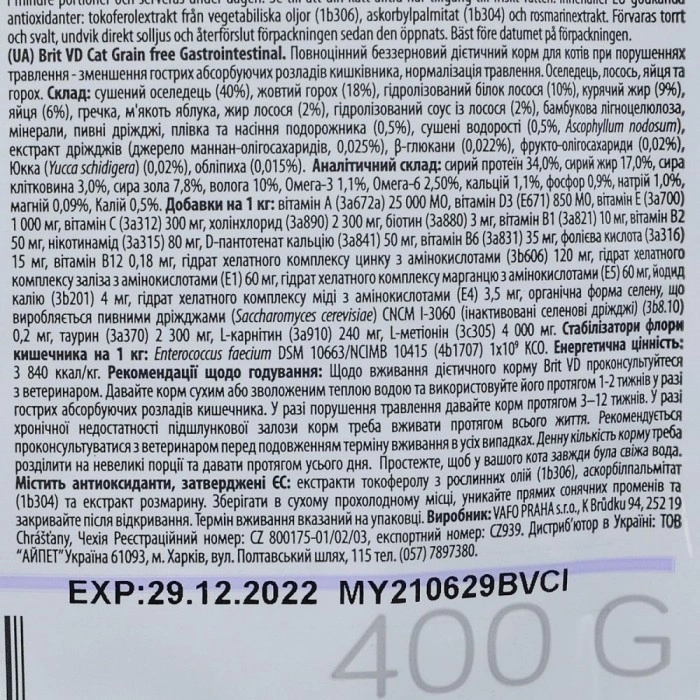 antioxidanter: tokoferolextrakt från vegetabiliska oljor (1b306), askorbylpalmitat (1b304) och rosmarinextrakt. Förvaras torrt
och svalt, undvik direkt solljus och återförslut förpackningen sedan den öppnats. Bäst före datumet på förpackningen.
(UA) Brit VD Cat Grain free Gastrointestinal. Повноцінний беззерновий дієтичний корм для котів при порушеннях
травлення - зменшення гострих абсорбуючих розладів кишківника, нормалізація травлення. Оселедець, лосось, яйця та
горох. Склад: сушений оселедець (40%), жовтий горох (18%), гідролізований білок лосося (10%), курячий жир (9%),
яйця (6%), гречка, м'якоть яблука, жир лосося (2%), гідролізований соус із лосося (2%), бамбукова лігноцелюлоза,
мінерали, пивні дріжджі, плівка та насіння подорожника (0,5%), сушені водорості (0,5%, Ascophyllum nodosum),
екстракт дріжджів (джерело маннан-олігосахаридів, 0,025%), β-глюкани (0,022%), фрукто-олігосахариди (0,02%),
Юкка (Yucca schidigera) (0,02%), обліпиха (0,015%). Аналітичний склад: сирий протеїн 34,0%, сирий жир 17,0%, сира
клітковина 3,0%, сира зола 7,8%, волога 10%, Омега-3 1,1%, Омега-6 2,50%, кальцій 1,1%, фосфор 0,9%, натрій 1,0%,
магній 0,09%, Калій 0,5%. Добавки на 1 кг: вітамін А (3а672а) 25 000 МО, вітамін D3 (E671) 850 МО, вітамін Е (3а700)
1 000 мг, вітамін С (3а312) 300 мг, холінхлорид (3а890) 2 300 мг, біотин (3а880) 3 мг, вітамін В1 (3а821) 10 мг, вітамін В2
50 мг, нікотинамід (3а315) 80 мг, D-пантотенат кальцію (3а841) 50 мг, вітамін В6 (3а831) 35 мг, фолієва кислота (3а316)
15 мг, вітамін В12 0,18 мг, гідрат хелатного комплексу цинку з амінокислотами (3b606) 120 мг, гідрат хелатного
комплексу заліза з амінокислотами (Е1) 60 мг, гідрат хелатного комплексу марганцю з амінокислотами (Е5) 60 мг, йодид
калію (3b201) 4 мг, гідрат хелатного комплексу міді з амінокислотами (Е4) 3,5 мг, органічна форма селену, що
виробляється пивними дріжджами (Saccharomyces cerevisiae) CNCM I-3060 (інактивовані селенові дріжджі) (3b8.10)
0,2 мг, таурин (3а370) 2 300 мг, L-карнітин (3а910) 240 мг, L-метіонін (3с305) 4 000 мг. Стабілізатори флори
кишечника на 1 кг: Enterococcus faecium DSM 10663/NCIMB 10415 (4b1707) 1x10⁹ КСО. Енергетична цінність:
3 840 ккал/кг. Рекомендації щодо годування: Щодо вживання дієтичного корму Brit VD проконсультуйтеся
з ветеринаром. Давайте корм сухим або зволоженим теплою водою та використовуйте його протягом 1-2 тижнів у разі
гострих абсорбуючих розладів кишечника. У разі порушення травлення давайте корм протягом 3–12 тижнів. У разі
хронічної недостатності підшлункової залози корм треба вживати протягом всього життя. Рекомендується
проконсультуватися з ветеринаром перед подовженням терміну вживання в усіх випадках. Денну кількість корму треба
розділити на невеликі порції та давати протягом усього дня. Простежте, щоб у вашого кота завжди була свіжа вода.
Містить антиоксиданти, затверджені ЄС: екстракти токоферолу з рослинних олій (1b306), аскорбілпальмітат
(1b304) та екстракт розмарину. Зберігати в сухому прохолодному місці, уникайте прямих сонячних променів та
закривайте після відкривання. Термін вживання вказаний на упаковці. Виробник: VAFO PRAHA s.r.o., K Brůdku 94, 252 19
Chrášťany, Чехія Реєстраційний номер: CZ 800175-01/02/03, експортний номер: CZ939. Дистриб'ютор в Україні: ТОВ
"АЙПЕТ" Україна 61093, м. Харків, вул. Полтавський шлях, 115 тел. (057) 7897380.
EXP:29.12.2022 MY210629BVCI
400 G